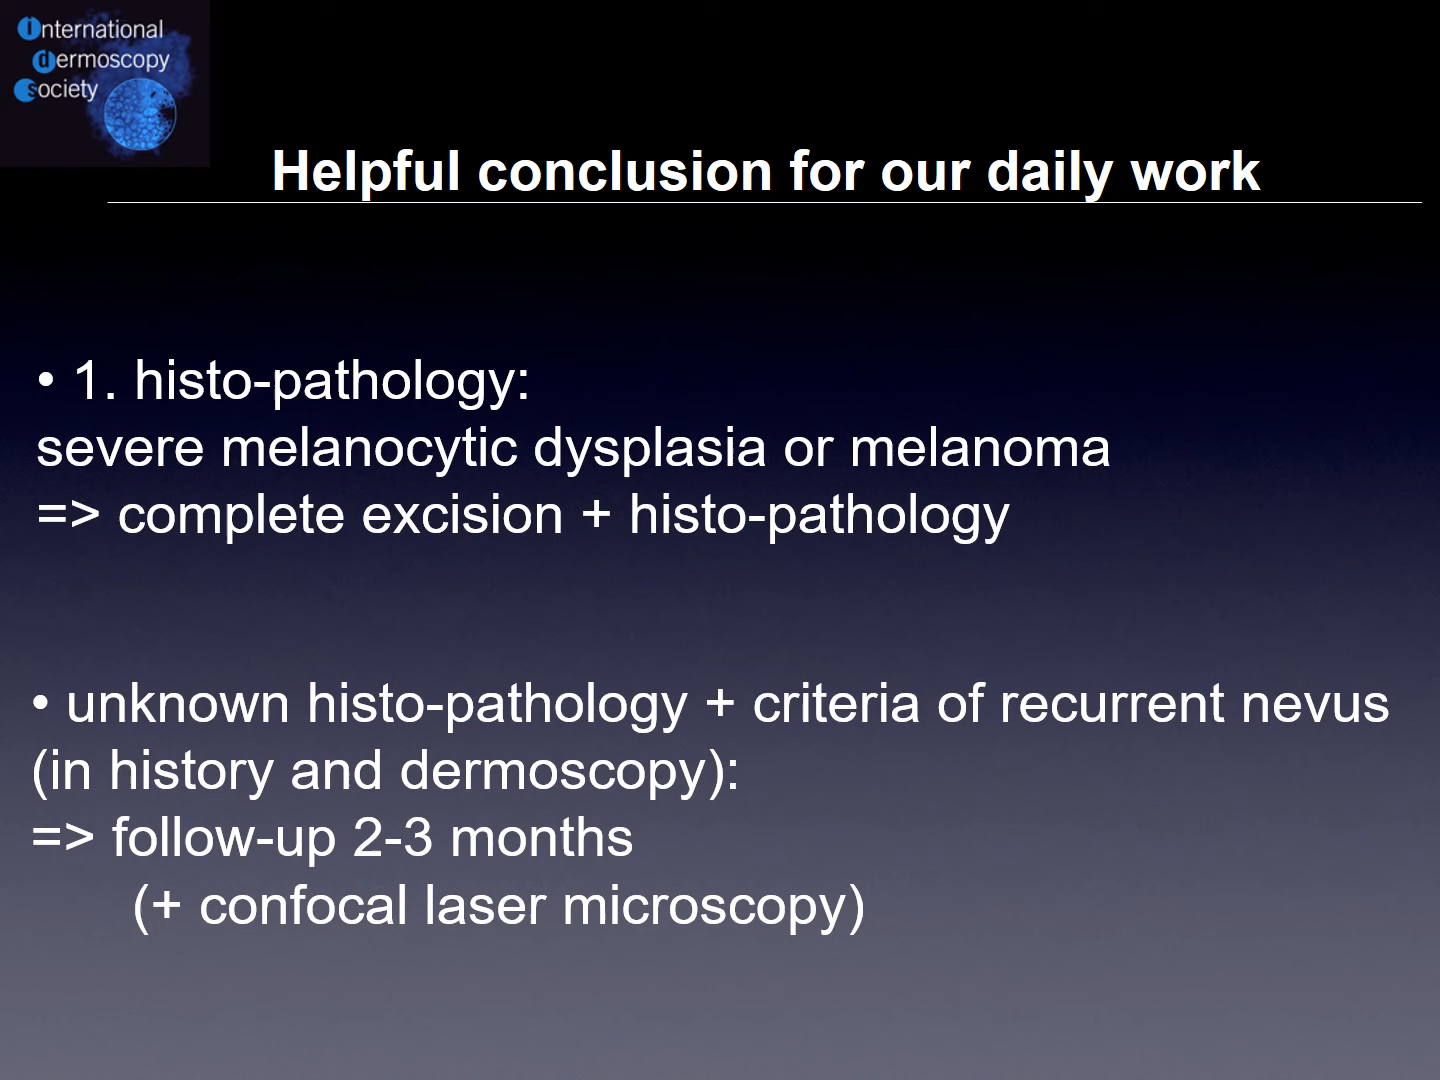 International
dermoscopy
Society
Helpful conclusion for our daily work
• 1. histo-pathology:
severe melanocytic dysplasia or melanoma
=> complete excision + histo-pathology
• unknown histo-pathology + criteria of recurrent nevus
(in history and dermoscopy):
=> follow-up 2-3 months
(+ confocal laser microscopy)